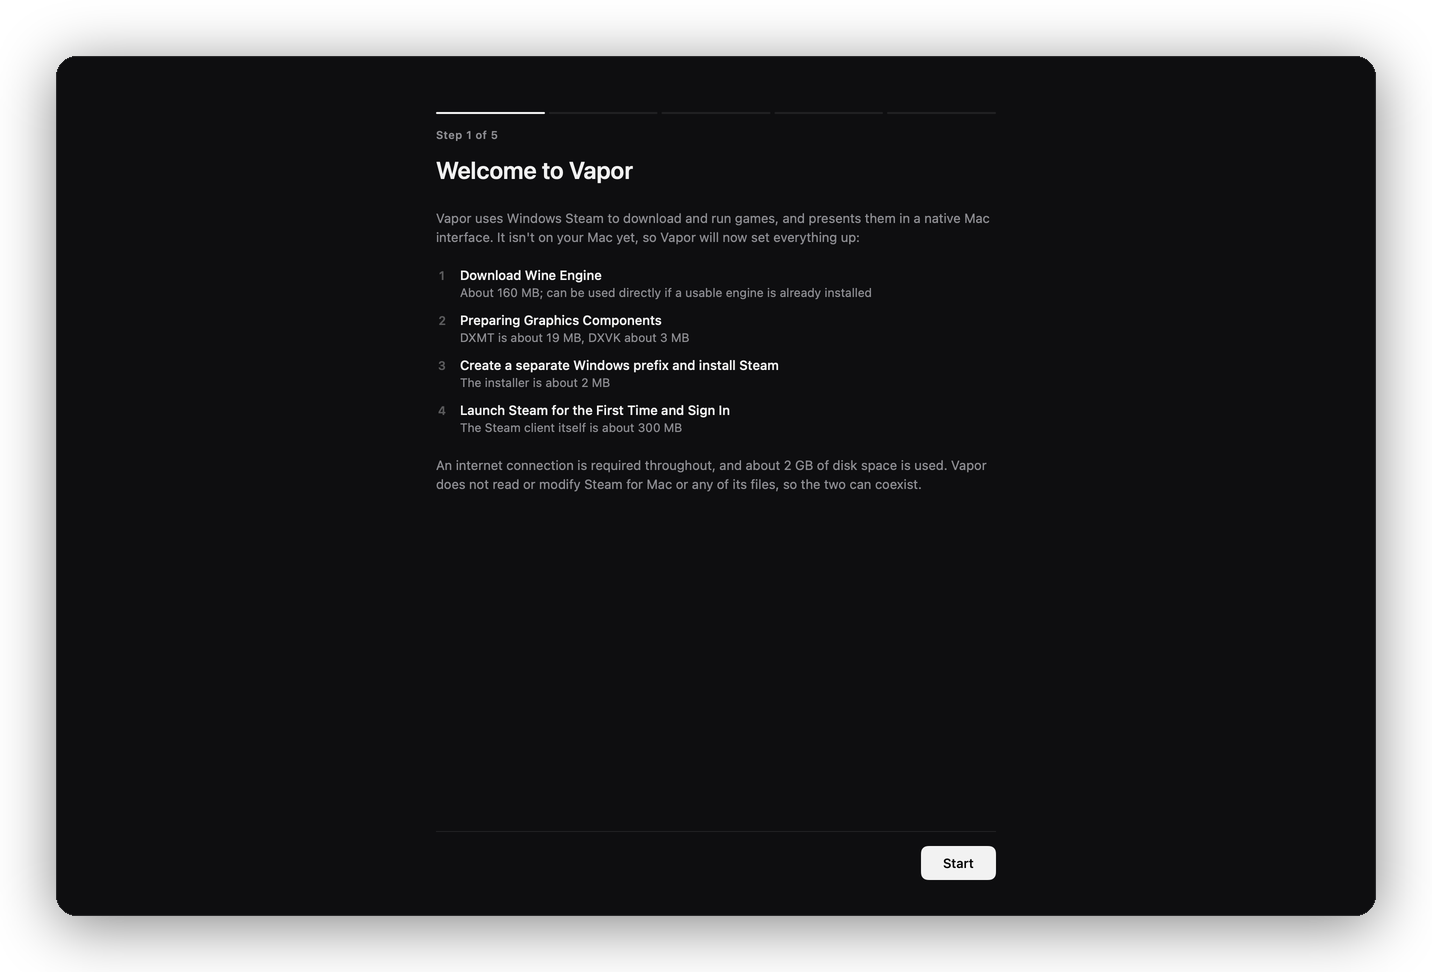 Step 1 of 5
Welcome to Vapor
Vapor uses Windows Steam to download and run games, and presents them in a native Mac
interface. It isn't on your Mac yet, so Vapor will now set everything up:
1 Download Wine Engine
About 160 MB; can be used directly if a usable engine is already installed
2 Preparing Graphics Components
DXMT is about 19 MB, DXVK about 3 MB
3 Create a separate Windows prefix and install Steam
The installer is about 2 MB
4 Launch Steam for the First Time and Sign In
The Steam client itself is about 300 MB
An internet connection is required throughout, and about 2 GB of disk space is used. Vapor
does not read or modify Steam for Mac or any of its files, so the two can coexist.
Start